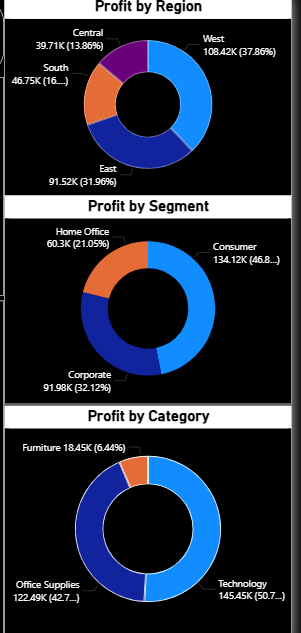 Profit by Region
Central
39.71K (13.86%)
West
108.42K (37.86%)
South
46.75K (16....)
East
91.52K (31.96%)
Profit by Segment
Home Office
60.3K (21.05%)
Consumer
134.12K (46.8...)
Corporate
91.98K (32.12%)
Profit by Category
Furniture 18.45K (6.44%)
Office Supplies
122.49K (42.7...)
Technology
145.45K (50.7...)